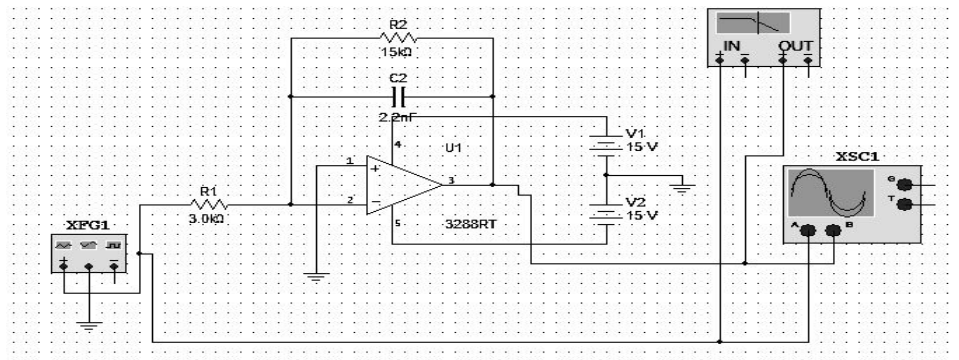 R2
15kΩ
IN OUT
+ − + −
C2
2.2nF
4
V1
15 V
U1
XSC1
1
+
G
R1
3
T
2
−
V2
15 V
3.0kΩ
5
3288RT
A B
XFG1
+ −